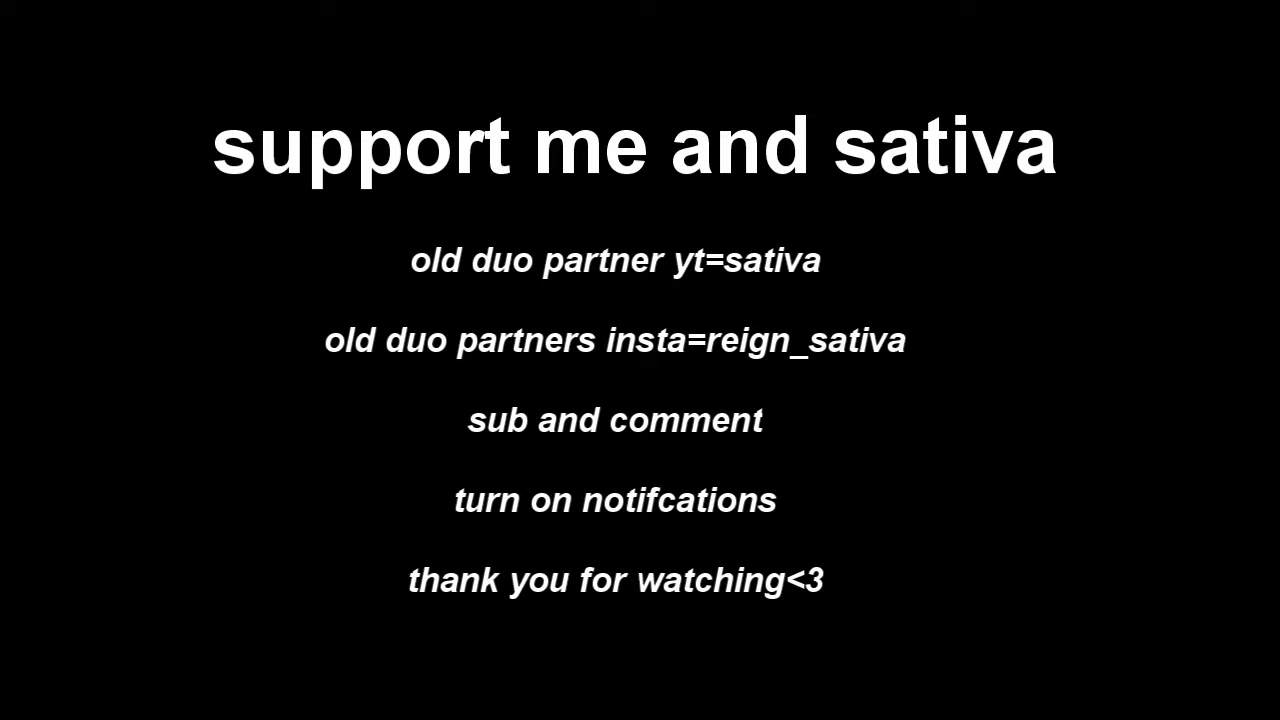 support me and sativa
old duo partner yt=sativa
old duo partners insta=reign_sativa
sub and comment
turn on notifcations
thank you for watching<3